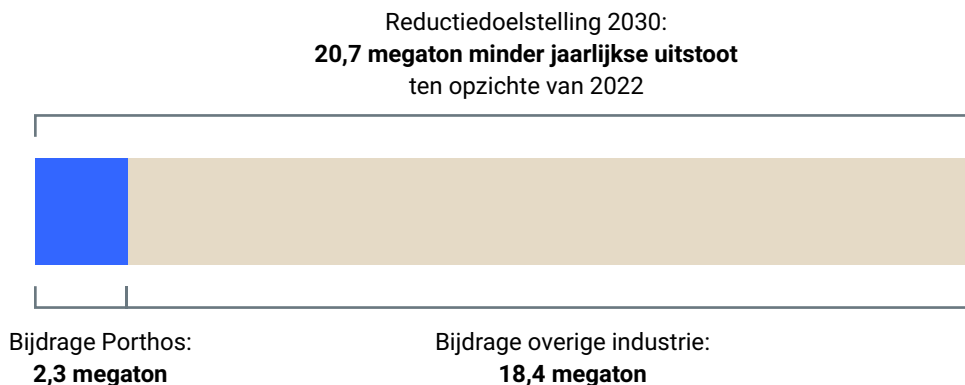 Reductiedoelstelling 2030:
20,7 megaton minder jaarlijkse uitstoot
ten opzichte van 2022
Bijdrage Porthos:
2,3 megaton
Bijdrage overige industrie:
18,4 megaton